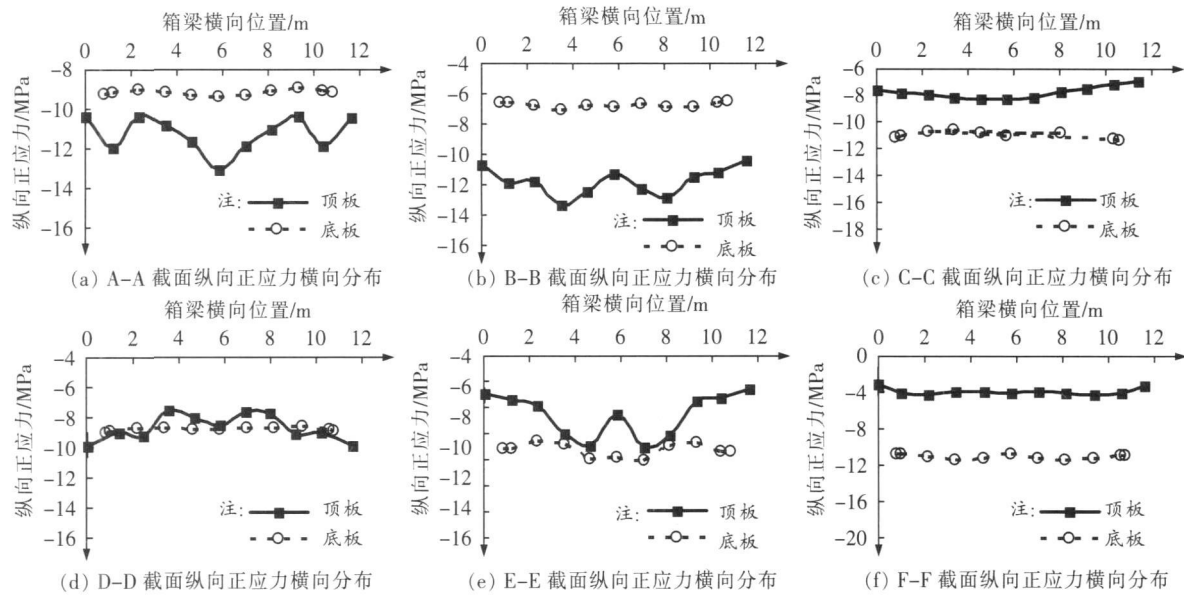 箱梁横向位置/m
0 2 4 6 8 10 12
纵向正应力/MPa
-8
-10
-12
-14
-16
注: 顶板
底板
(a) A-A 截面纵向正应力横向分布
箱梁横向位置/m
0 2 4 6 8 10 12
纵向正应力/MPa
-4
-6
-8
-10
-12
-14
-16
注: 顶板
底板
(b) B-B 截面纵向正应力横向分布
箱梁横向位置/m
0 2 4 6 8 10 12
纵向正应力/MPa
-6
-8
-10
-12
-14
-16
-18
注: 顶板
底板
(c) C-C 截面纵向正应力横向分布
箱梁横向位置/m
0 2 4 6 8 10 12
纵向正应力/MPa
-4
-6
-8
-10
-12
-14
-16
注: 顶板
底板
(d) D-D 截面纵向正应力横向分布
箱梁横向位置/m
0 2 4 6 8 10 12
纵向正应力/MPa
-4
-6
-8
-10
-12
-14
-16
注: 顶板
底板
(e) E-E 截面纵向正应力横向分布
箱梁横向位置/m
0 2 4 6 8 10 12
纵向正应力/MPa
0
-4
-8
-12
-16
-20
注: 顶板
底板
(f) F-F 截面纵向正应力横向分布